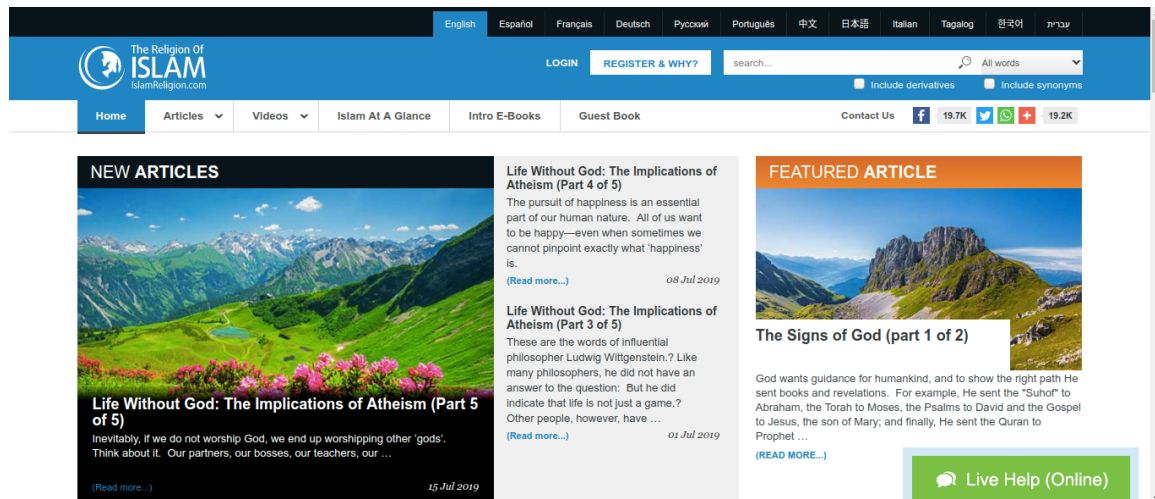 English Español Français Deutsch Русский Português 中文 日本語 Italian Tagalog 한국어 עברית
The Religion Of
ISLAM
IslamReligion.com
LOGIN REGISTER & WHY? search... All words
Include derivatives Include synonyms
Home Articles Videos Islam At A Glance Intro E-Books Guest Book Contact Us 19.7K 19.2K
NEW ARTICLES
Life Without God: The Implications of Atheism (Part 5
of 5)
Inevitably, if we do not worship God, we end up worshipping other 'gods'.
Think about it. Our partners, our bosses, our teachers, our …
(Read more...) 15 Jul 2019
Life Without God: The Implications of
Atheism (Part 4 of 5)
The pursuit of happiness is an essential
part of our human nature. All of us want
to be happy—even when sometimes we
cannot pinpoint exactly what 'happiness'
is.
(Read more...) 08 Jul 2019
Life Without God: The Implications of
Atheism (Part 3 of 5)
These are the words of influential
philosopher Ludwig Wittgenstein.? Like
many philosophers, he did not have an
answer to the question: But he did
indicate that life is not just a game.?
Other people, however, have …
(Read more...) 01 Jul 2019
FEATURED ARTICLE
The Signs of God (part 1 of 2)
God wants guidance for humankind, and to show the right path He
sent books and revelations. For example, He sent the "Suhof" to
Abraham, the Torah to Moses, the Psalms to David and the Gospel
to Jesus, the son of Mary; and finally, He sent the Quran to
Prophet …
(READ MORE...)
Live Help (Online)